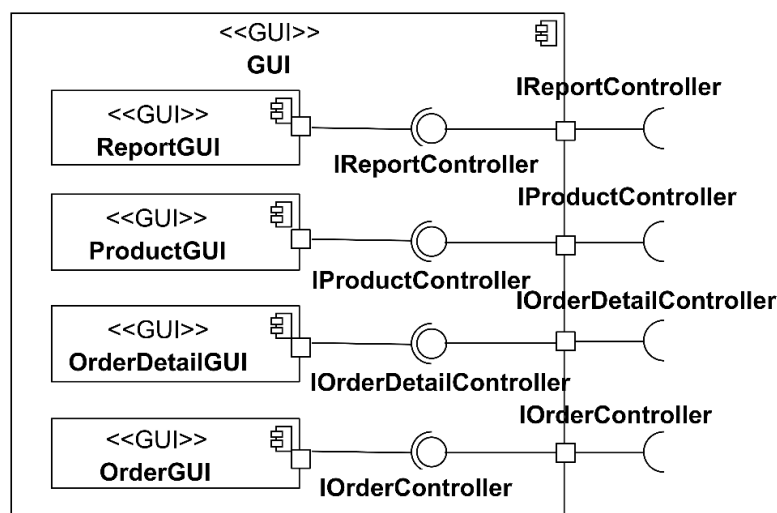 <<GUI>>
GUI
IReportController
<<GUI>>
ReportGUI
IReportController
IProductController
<<GUI>>
ProductGUI
IProductController
IOrderDetailController
<<GUI>>
OrderDetailGUI
IOrderDetailController
IOrderController
<<GUI>>
OrderGUI
IOrderController